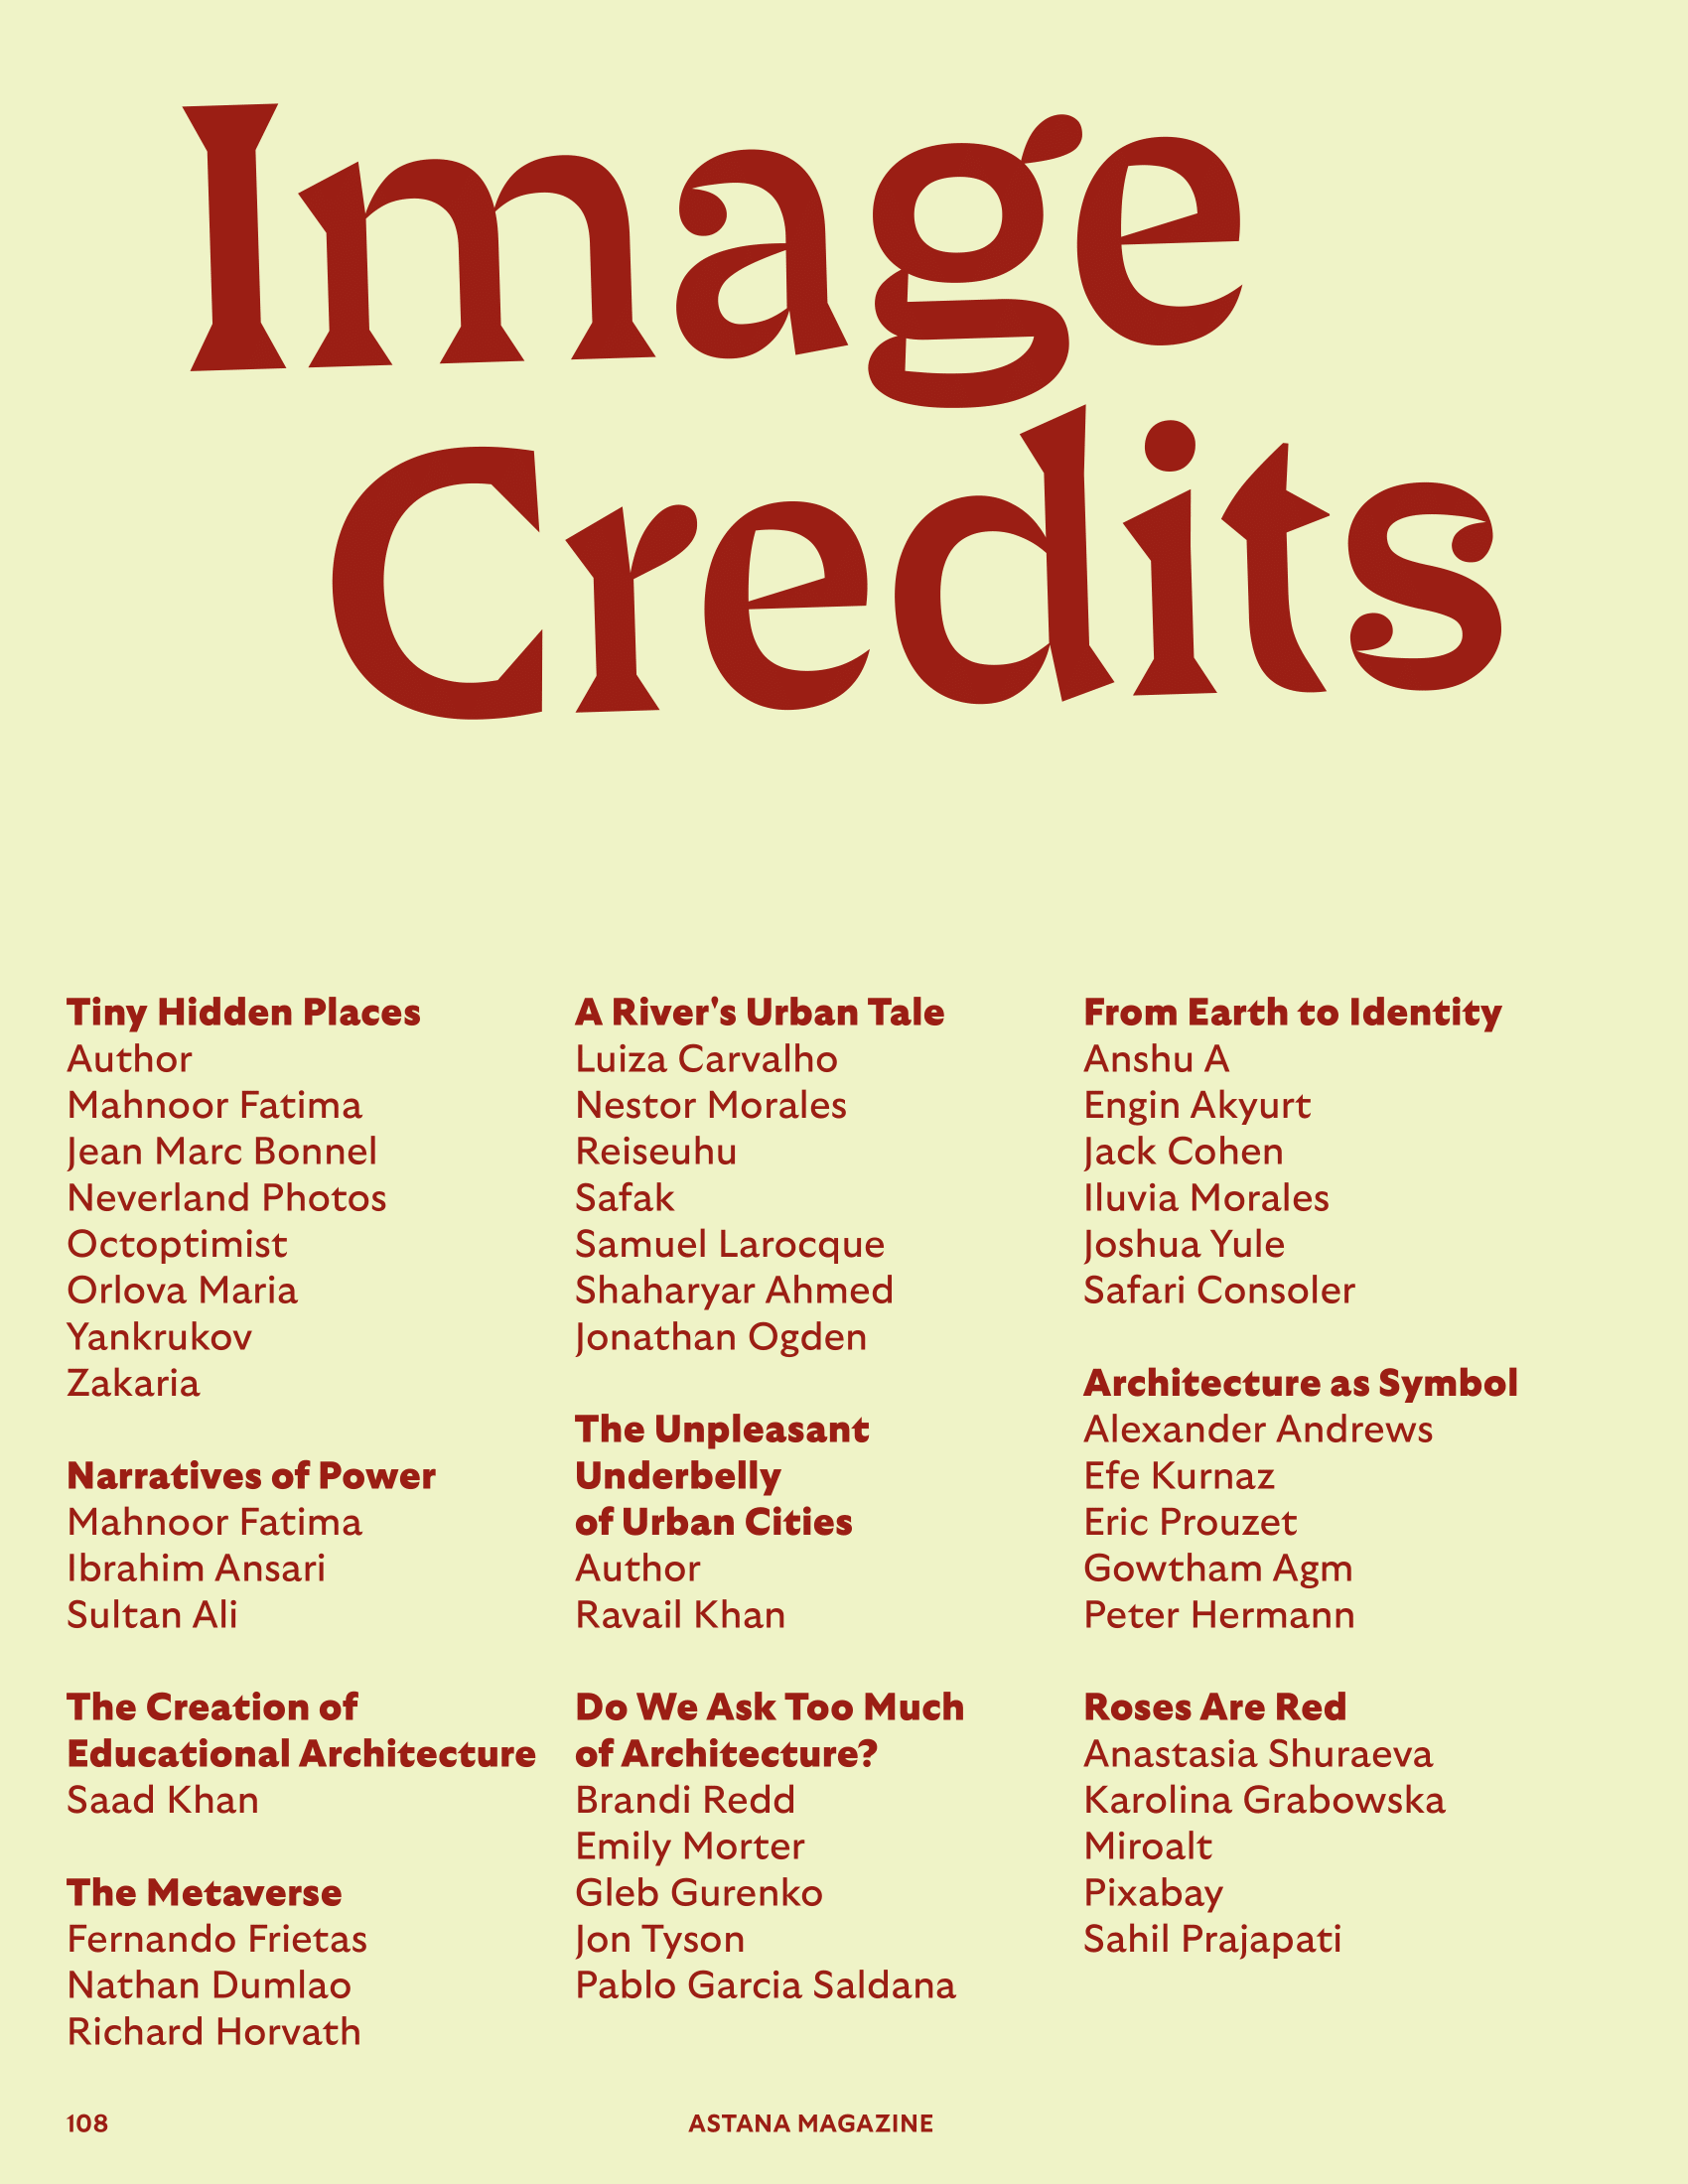 Image
Credits
Tiny Hidden Places
Author
Mahnoor Fatima
Jean Marc Bonnel
Neverland Photos
Octoptimist
Orlova Maria
Yankrukov
Zakaria
Narratives of Power
Mahnoor Fatima
Ibrahim Ansari
Sultan Ali
The Creation of
Educational Architecture
Saad Khan
The Metaverse
Fernando Frietas
Nathan Dumlao
Richard Horvath
A River's Urban Tale
Luiza Carvalho
Nestor Morales
Reiseuhu
Safak
Samuel Larocque
Shaharyar Ahmed
Jonathan Ogden
The Unpleasant
Underbelly
of Urban Cities
Author
Ravail Khan
Do We Ask Too Much
of Architecture?
Brandi Redd
Emily Morter
Gleb Gurenko
Jon Tyson
Pablo Garcia Saldana
From Earth to Identity
Anshu A
Engin Akyurt
Jack Cohen
Iluvia Morales
Joshua Yule
Safari Consoler
Architecture as Symbol
Alexander Andrews
Efe Kurnaz
Eric Prouzet
Gowtham Agm
Peter Hermann
Roses Are Red
Anastasia Shuraeva
Karolina Grabowska
Miroalt
Pixabay
Sahil Prajapati
108
ASTANA MAGAZINE